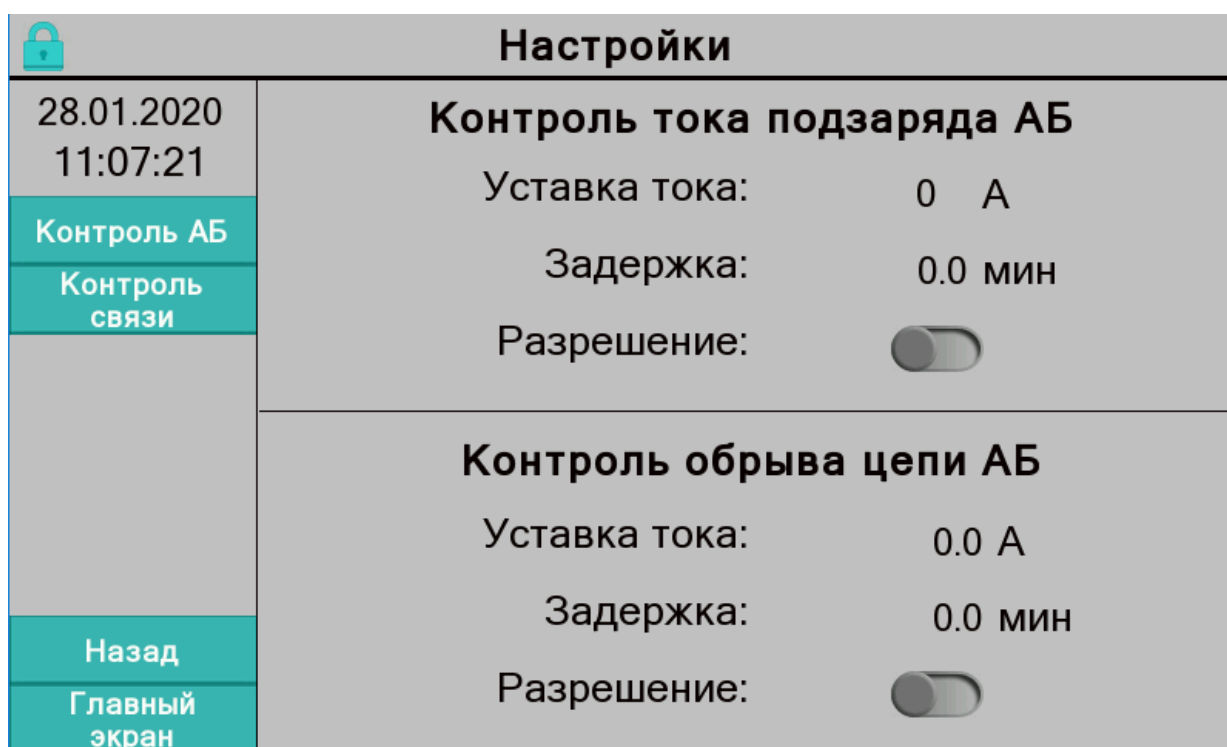 Настройки
28.01.2020
11:07:21
Контроль АБ
Контроль
связи
Назад
Главный
экран
Контроль тока подзаряда АБ
Уставка тока: 0 А
Задержка: 0.0 мин
Разрешение:
Контроль обрыва цепи АБ
Уставка тока: 0.0 А
Задержка: 0.0 мин
Разрешение: